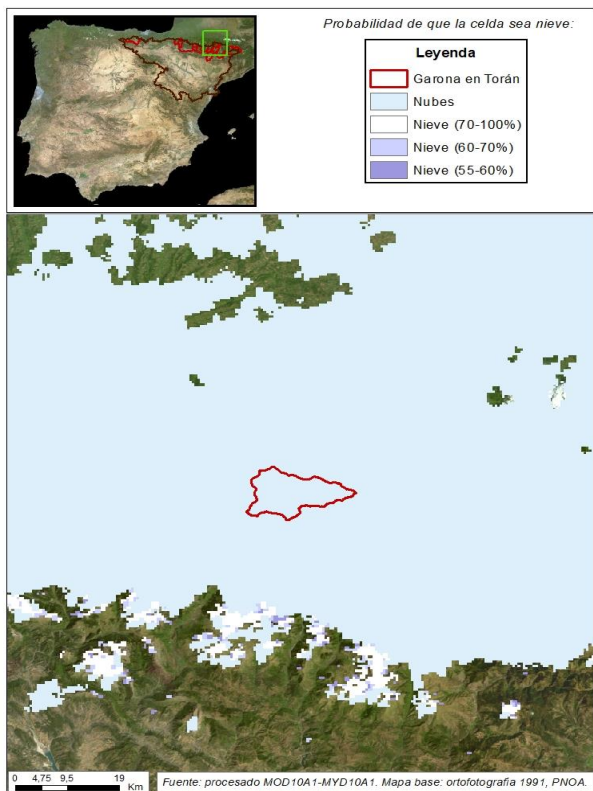 Probabilidad de que la celda sea nieve:
Leyenda
Garona en Torán
Nubes
Nieve (70-100%)
Nieve (60-70%)
Nieve (55-60%)
0 4,75 9,5 19
Km
Fuente: procesado MOD10A1-MYD10A1. Mapa base: ortofotografía 1991, PNOA.